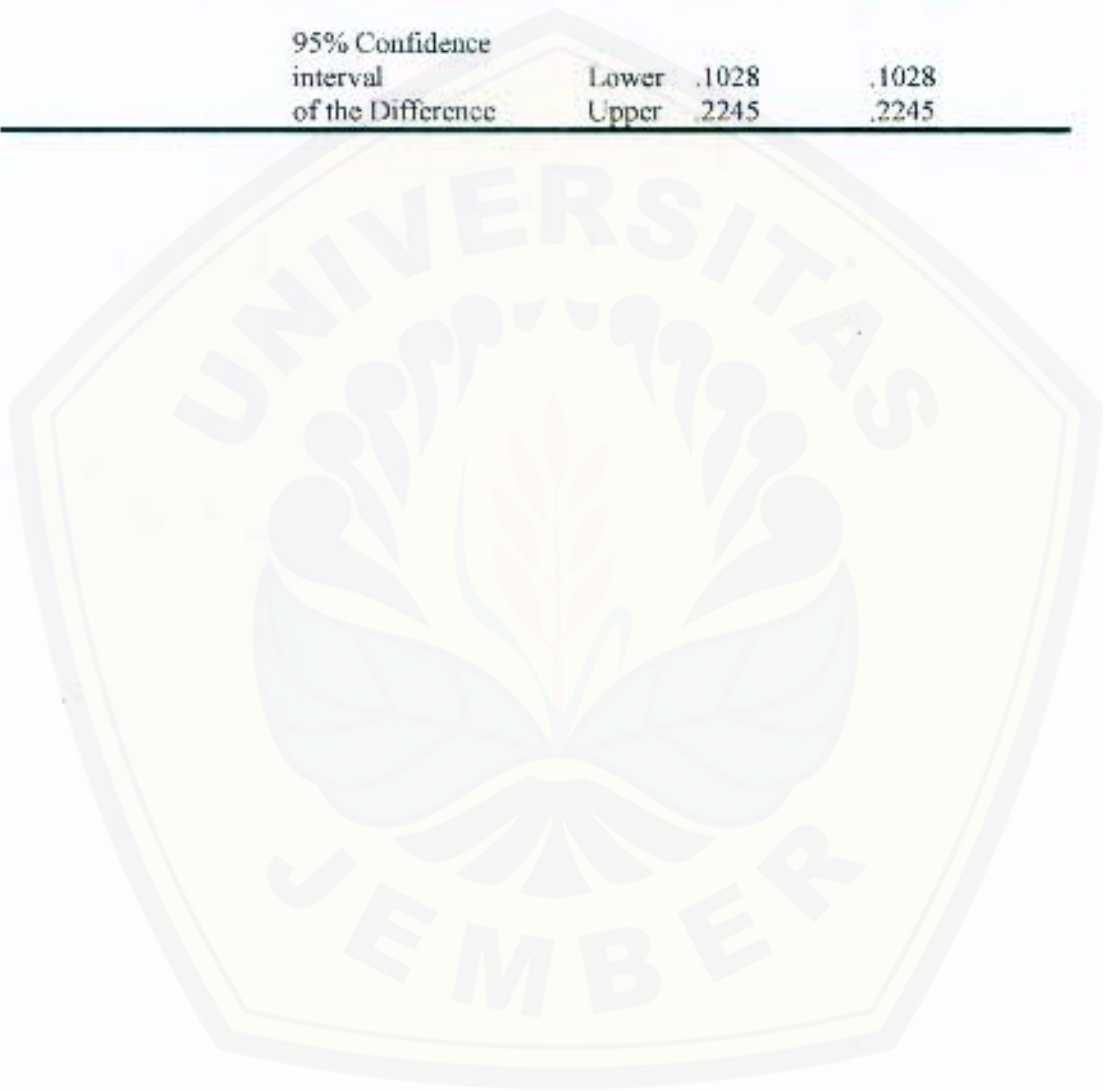 95% Confidence
interval Lower .1028 .1028
of the Difference Upper .2245 .2245
UNIVERSITAS
JEMBER